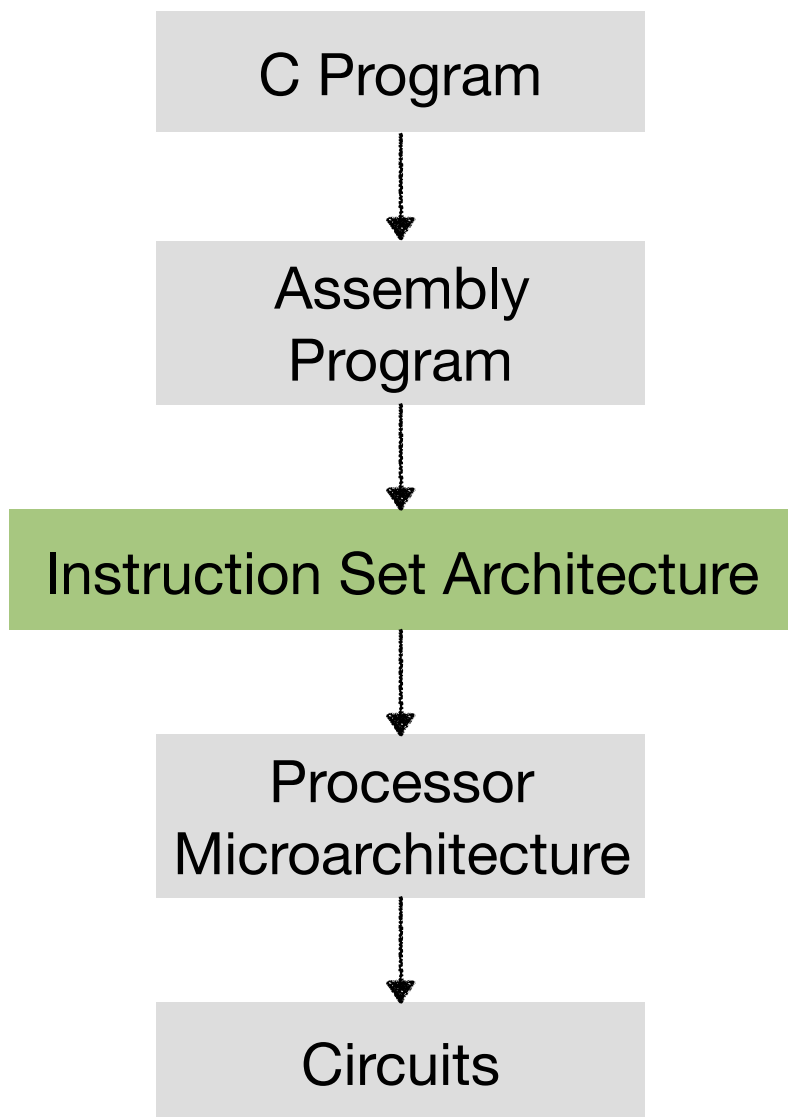 C Program
Assembly
Program
Instruction Set Architecture
Processor
Microarchitecture
Circuits